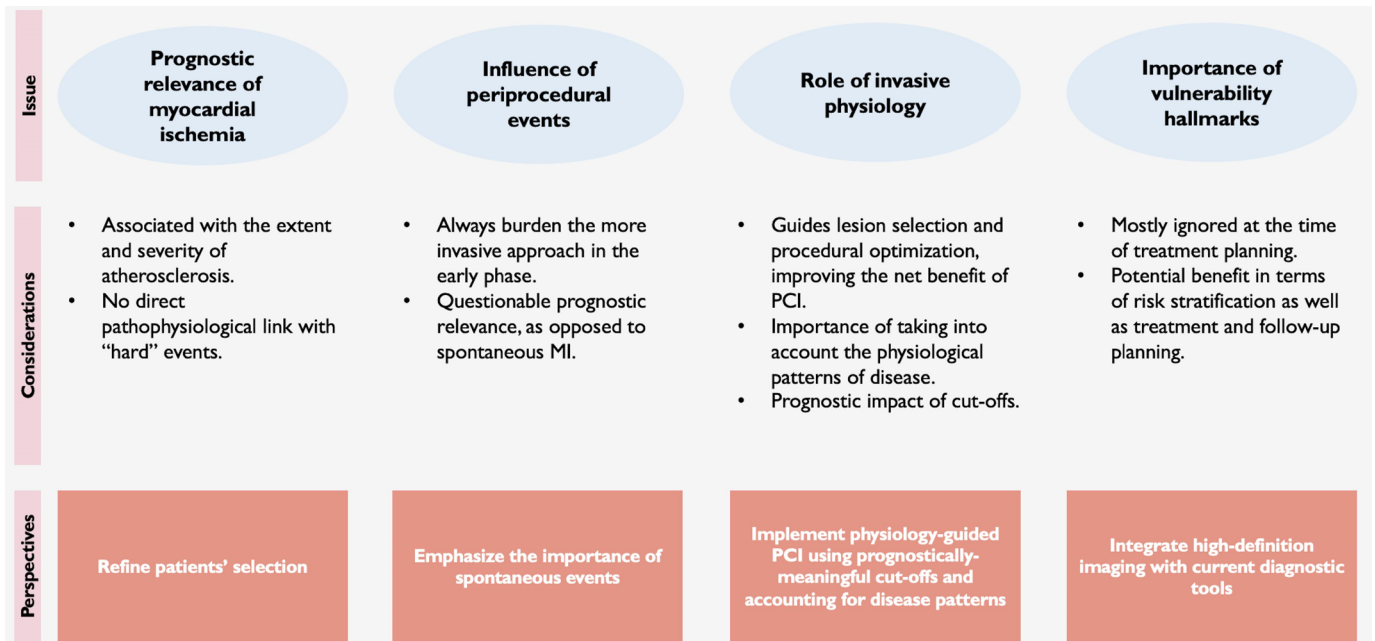 Issue
Prognostic
relevance of
myocardial
ischemia
Influence of
periprocedural
events
Role of invasive
physiology
Importance of
vulnerability
hallmarks
Considerations
• Associated with the extent
and severity of
atherosclerosis.
• No direct
pathophysiological link with
“hard” events.
• Always burden the more
invasive approach in the
early phase.
• Questionable prognostic
relevance, as opposed to
spontaneous MI.
• Guides lesion selection and
procedural optimization,
improving the net benefit of
PCI.
• Importance of taking into
account the physiological
patterns of disease.
• Prognostic impact of cut-offs.
• Mostly ignored at the time
of treatment planning.
• Potential benefit in terms
of risk stratification as well
as treatment and follow-up
planning.
Perspectives
Refine patients’ selection
Emphasize the importance of
spontaneous events
Implement physiology-guided
PCI using prognostically-
meaningful cut-offs and
accounting for disease patterns
Integrate high-definition
imaging with current diagnostic
tools